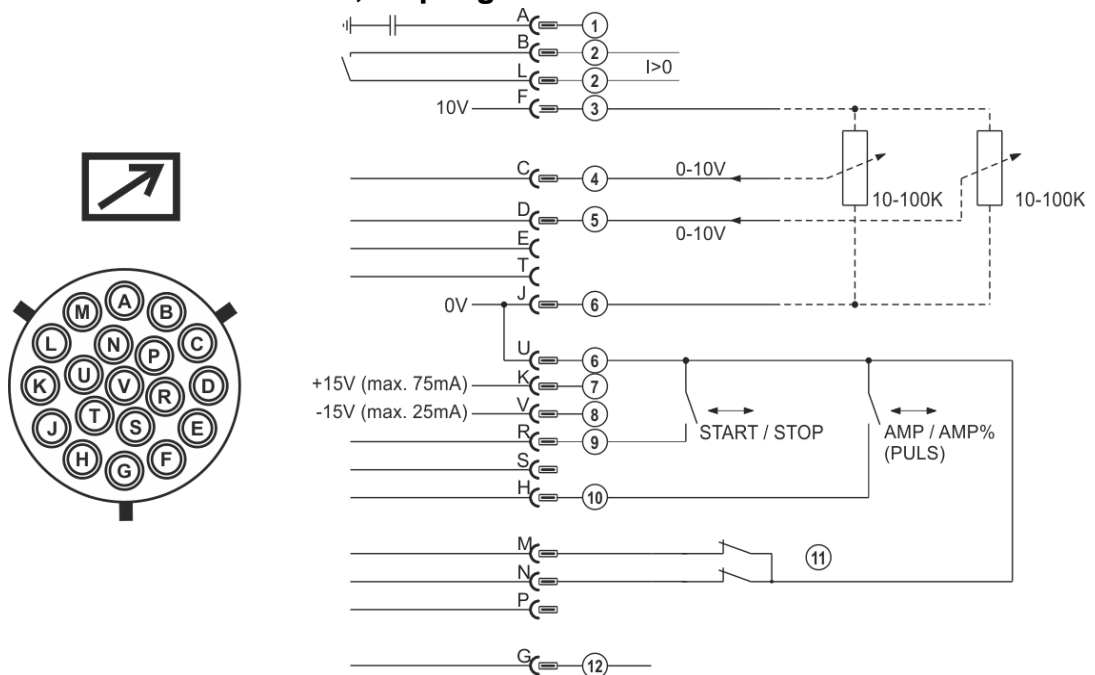 A
1
B
2
I>0
L
2
10V
F
3
C
4
0-10V
10-100K
10-100K
D
5
0-10V
E
T
0V
J
6
U
6
+15V (max. 75mA)
K
7
-15V (max. 25mA)
V
8
START / STOP
AMP / AMP%
(PULS)
R
9
S
H
10
M
11
N
P
G
12
A
M
B
N
L
C
P
U
K
V
D
R
T
J
S
E
H
F
G